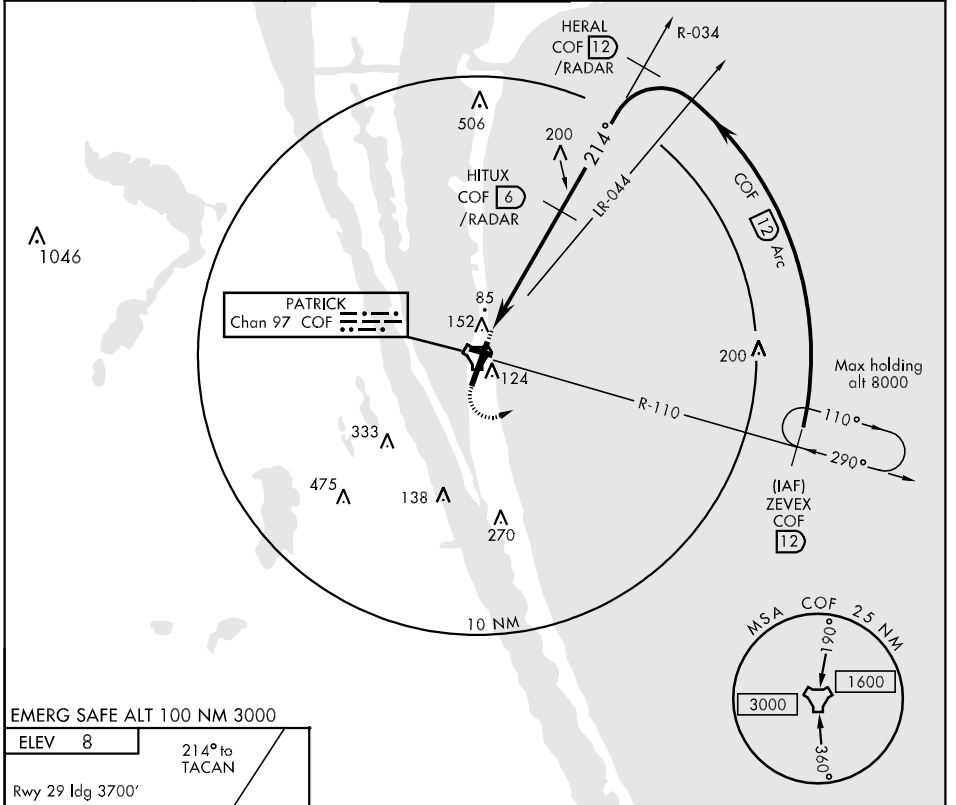 HERAL
COF 12
/RADAR
R-034
506
200
214°
HITUX
COF 6
/RADAR
LR-044
COF 12 Arc
1046
PATRICK
Chan 97 COF
85
152
124
200
Max holding
alt 8000
R-110
110°
290°
333
475
138
270
(IAF)
ZEVEX
COF
12
10 NM
MSA COF 25 NM
190°
1600
3000
360°
EMERG SAFE ALT 100 NM 3000
ELEV 8
214° to
TACAN
Rwy 29 ldg 3700'